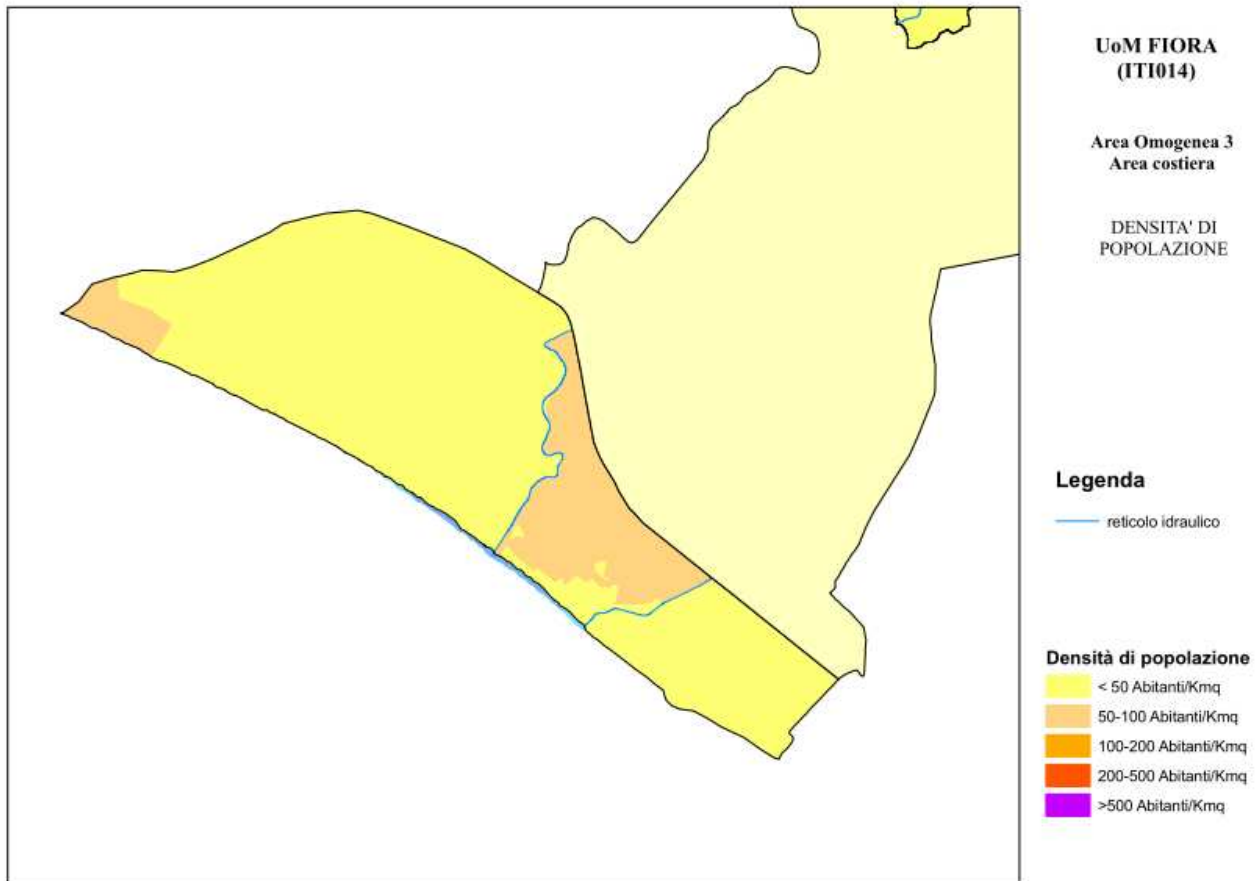 UoM FIORA
(ITI014)
Area Omogenea 3
Area costiera
DENSITA' DI
POPOLAZIONE
Legenda
reticolo idraulico
Densità di popolazione
< 50 Abitanti/Kmq
50-100 Abitanti/Kmq
100-200 Abitanti/Kmq
200-500 Abitanti/Kmq
>500 Abitanti/Kmq